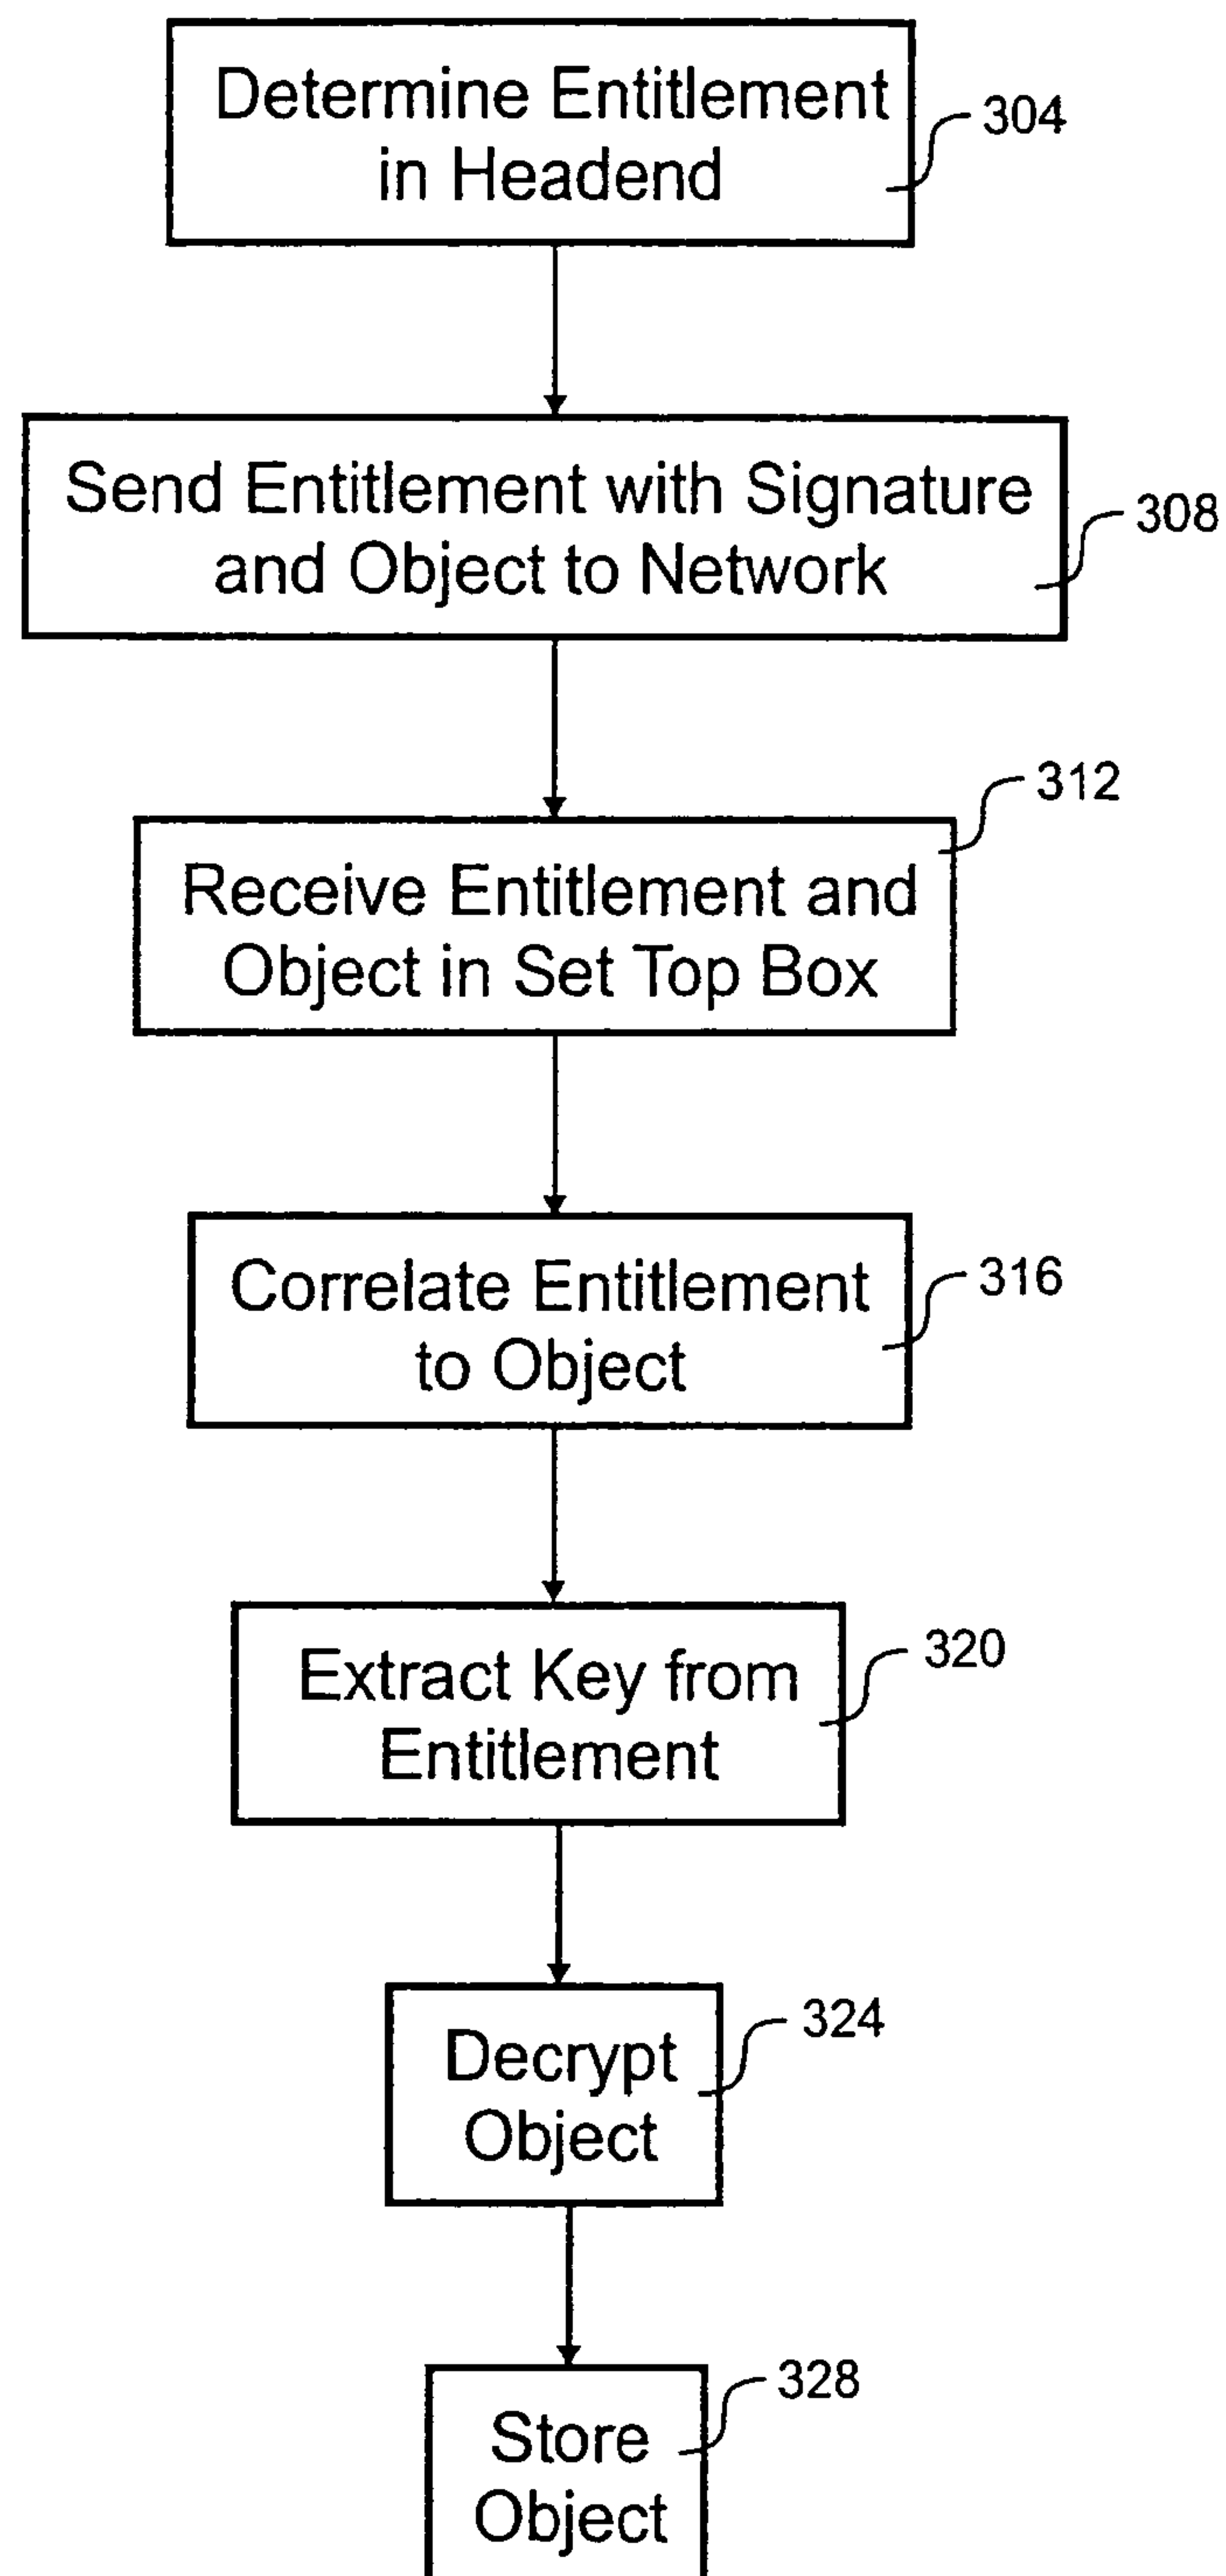 Determine Entitlement
in Headend
304
Send Entitlement with Signature
and Object to Network
308
312
Receive Entitlement and
Object in Set Top Box
Correlate Entitlement
to Object
316
Extract Key from
Entitlement
320
Decrypt
Object
324
Store
Object
328